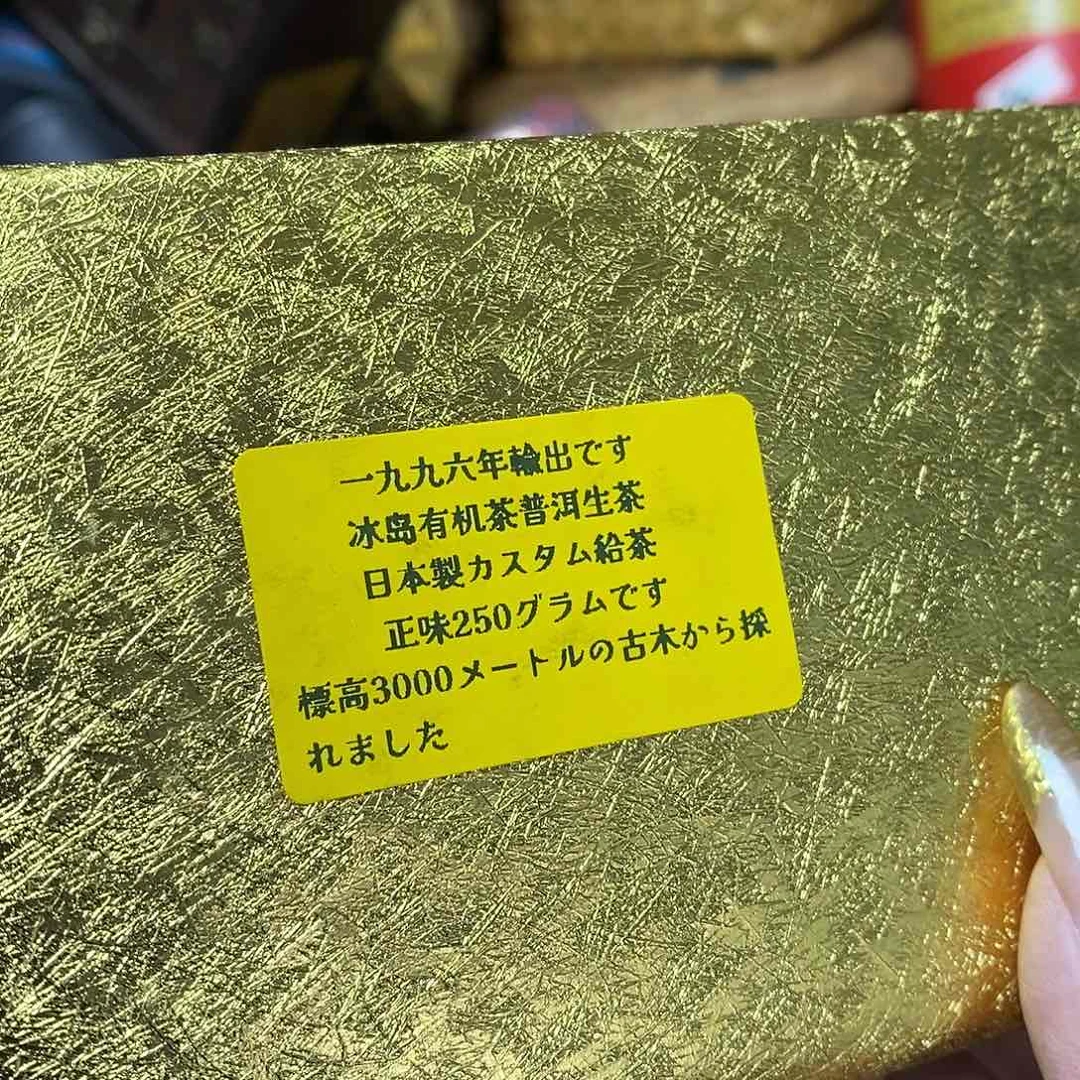 一九九六年輸出です
冰岛有机茶普洱生茶
日本製カスタム給茶
正味250グラムです
標高3000メートルの古木から採
れました